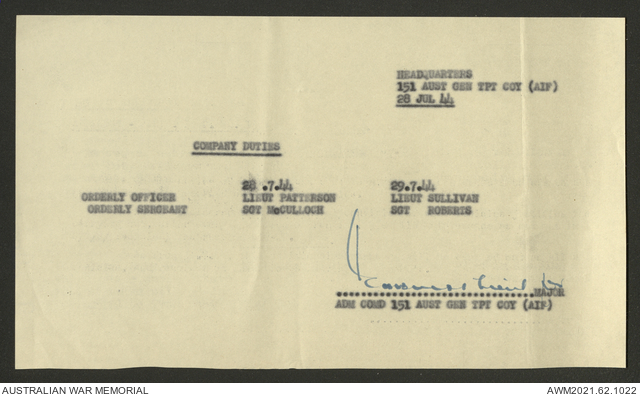 HEADQUARTERS
151 AUST GEN TPT COY (AIF)
28 JUL 44
COMPANY DUTIES
28.7.44 29.7.44
ORDERLY OFFICER LIEUT PATTERSON LIEUT SULLIVAN
ORDERLY SERGEANT SGT McCULLOCH SGT ROBERTS
Lieut
..............................MAJOR
ADM COMD 151 AUST GEN TPT COY (AIF)
AUSTRALIAN WAR MEMORIAL AWM2021.62.1022